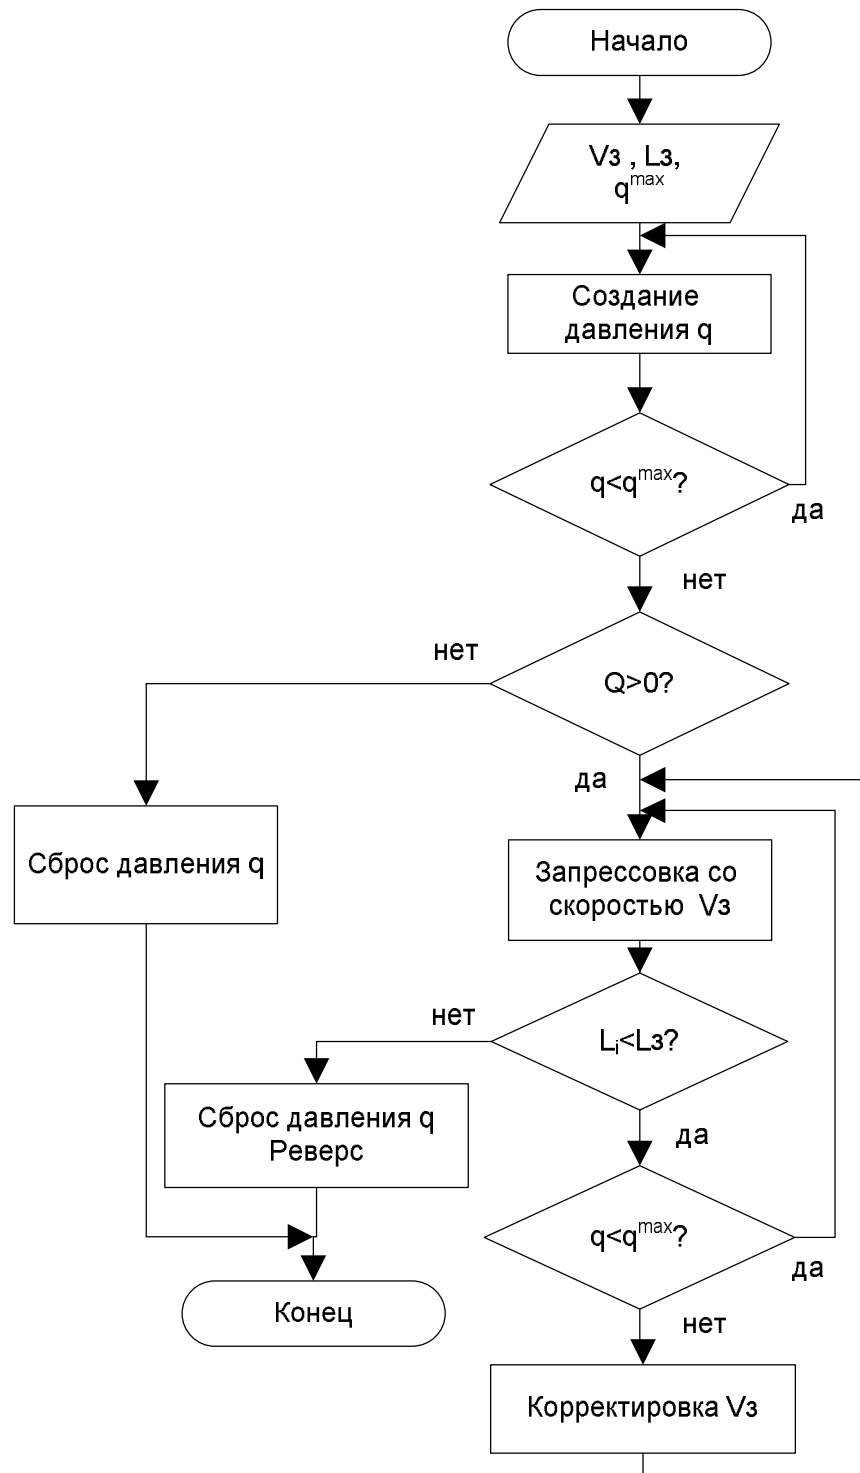 Начало
Vз , Lз,
q^max
Создание
давления q
q<q^max?
да
нет
нет
Q>0?
да
Сброс давления q
Запрессовка со
скоростью Vз
нет
Lᵢ<Lз?
Сброс давления q
Реверс
да
q<q^max?
да
Конец
нет
Корректировка Vз